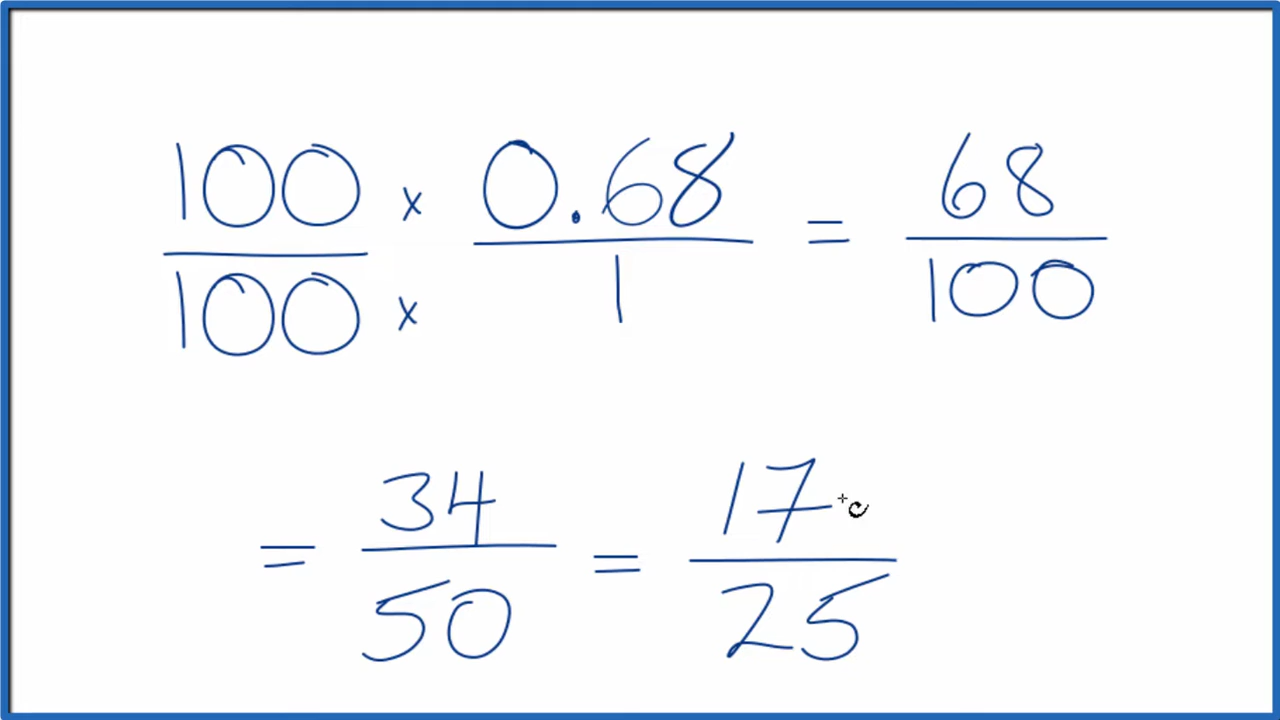 100/100 × 0.68/1 = 68/100
= 34/50 = 17/25